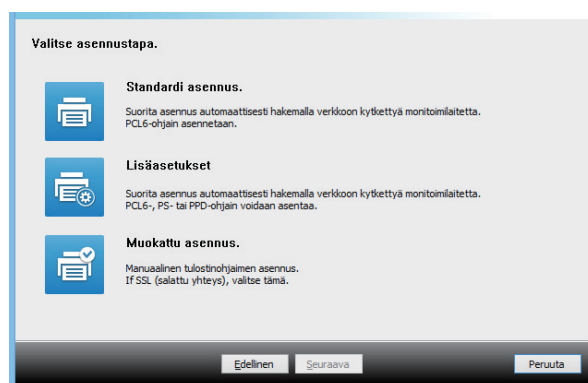 Valitse asennustapa.
Standardi asennus.
Suorita asennus automaattisesti hakemalla verkkoon kytkettyä monitoimilaitetta.
PCL6-ohjain asennetaan.
Lisäasetukset
Suorita asennus automaattisesti hakemalla verkkoon kytkettyä monitoimilaitetta.
PCL6-, PS- tai PPD-ohjain voidaan asentaa.
Muokattu asennus.
Manuaalinen tulostinohjaimen asennus.
If SSL (salattu yhteys), valitse tämä.
Edellinen Seuraava Peruuta